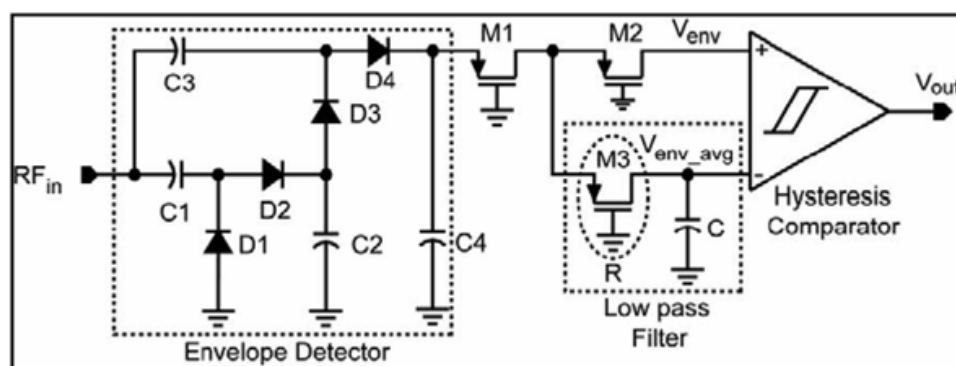 M1
M2
V_env
D4
C3
D3
V_out
M3
V_env_avg
RF_in
C1
D2
D1
C2
C4
C
R
Hysteresis
Comparator
Low pass
Filter
Envelope Detector
+
-